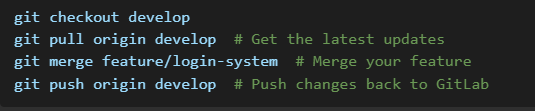 git checkout develop
git pull origin develop  # Get the latest updates
git merge feature/login-system  # Merge your feature
git push origin develop  # Push changes back to GitLab